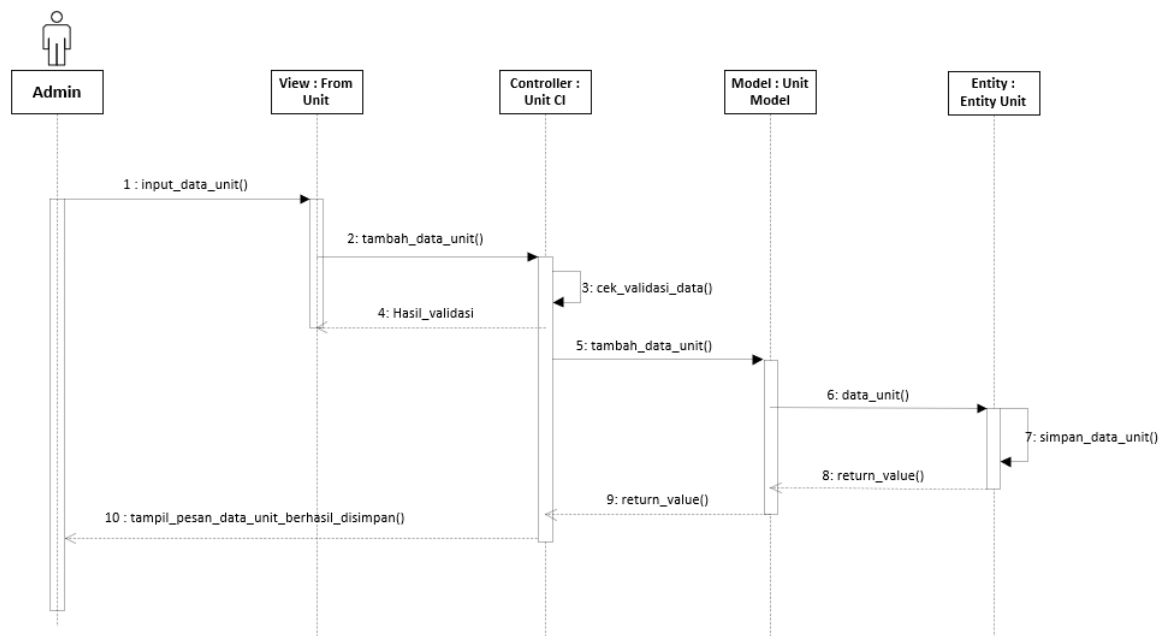 Admin
View : From
Unit
Controller :
Unit CI
Model : Unit
Model
Entity :
Entity Unit
1 : input_data_unit()
2: tambah_data_unit()
3: cek_validasi_data()
4: Hasil_validasi
5: tambah_data_unit()
6: data_unit()
7: simpan_data_unit()
8: return_value()
9: return_value()
10 : tampil_pesan_data_unit_berhasil_disimpan()